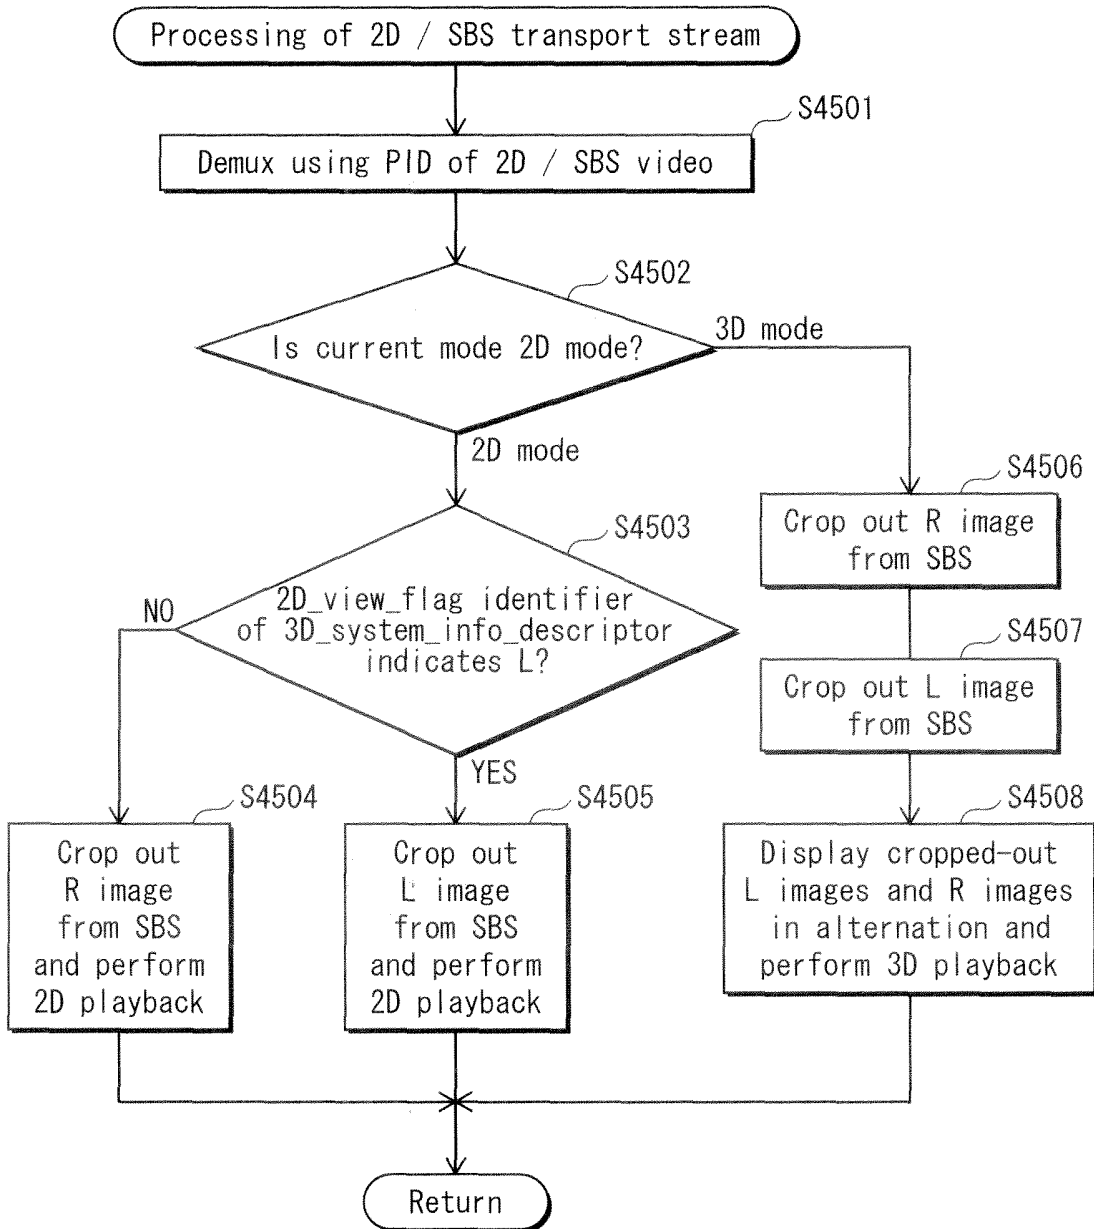 Processing of 2D / SBS transport stream
S4501
Demux using PID of 2D / SBS video
S4502
Is current mode 2D mode?
3D mode
2D mode
S4506
Crop out R image
from SBS
S4503
2D_view_flag identifier
of 3D_system_info_descriptor
indicates L?
NO
YES
S4507
Crop out L image
from SBS
S4504
Crop out
R image
from SBS
and perform
2D playback
S4505
Crop out
L image
from SBS
and perform
2D playback
S4508
Display cropped-out
L images and R images
in alternation and
perform 3D playback
Return